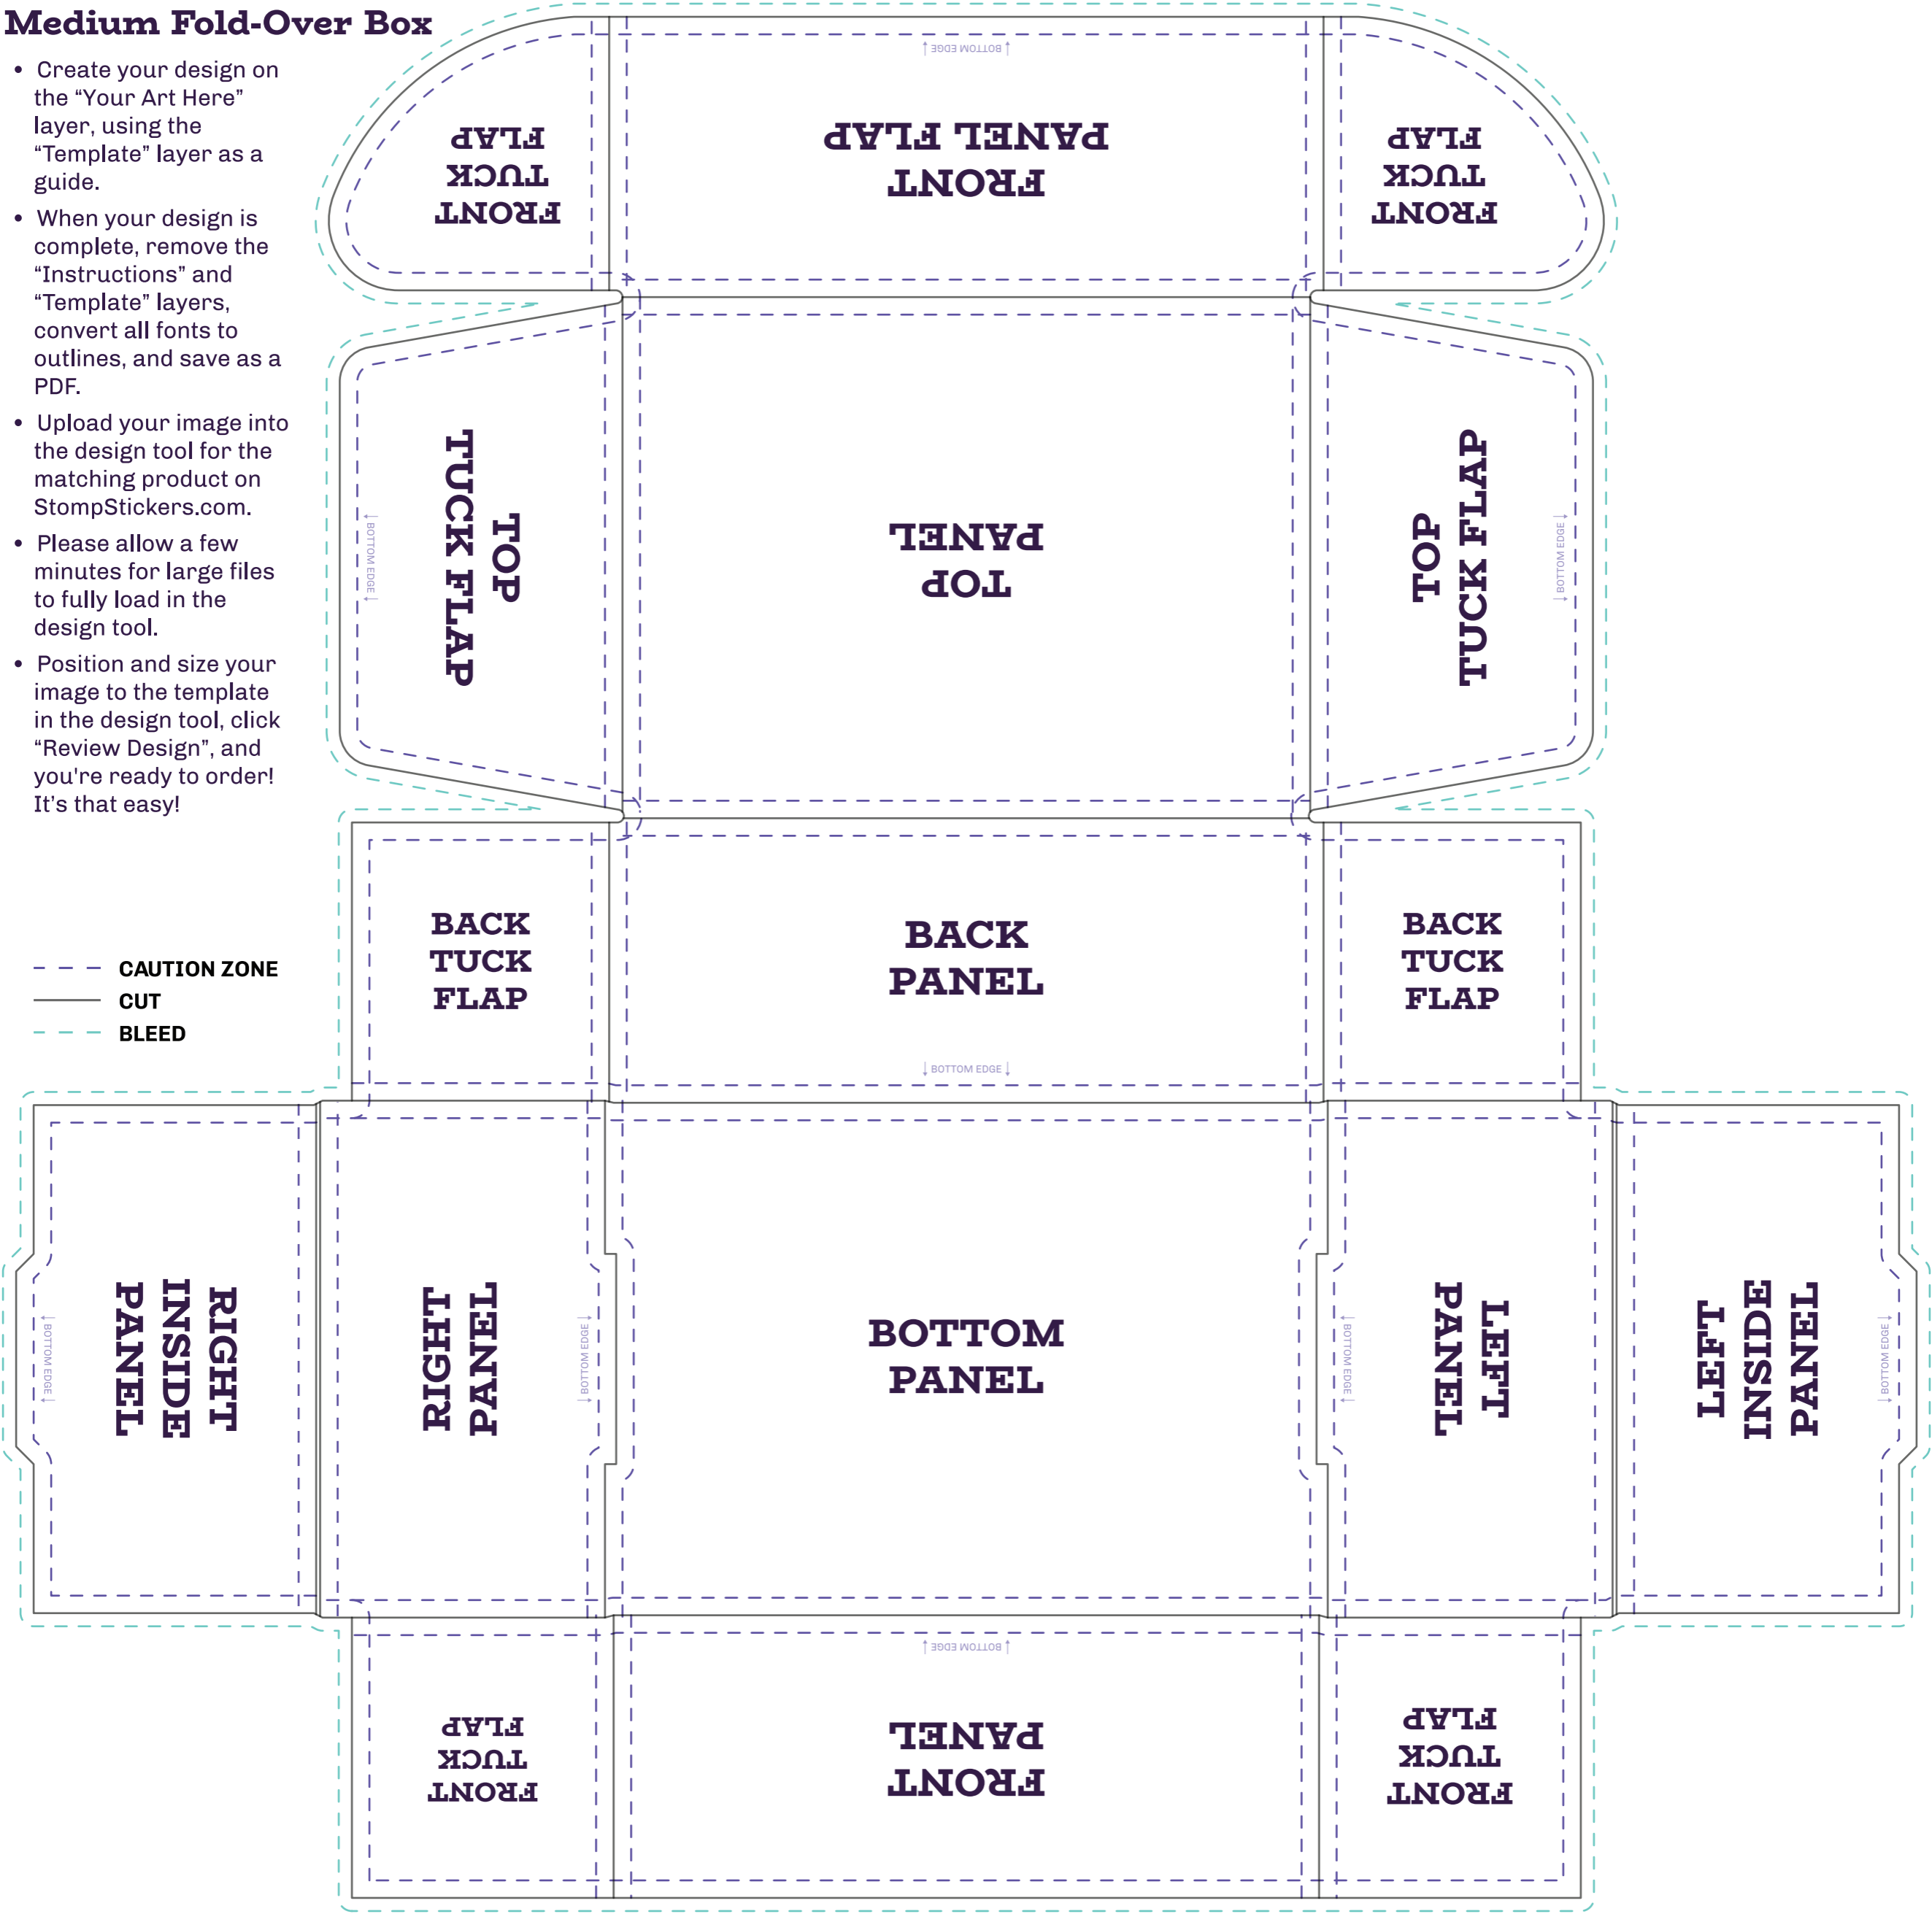 Medium Fold-Over Box
• Create your design on
the “Your Art Here”
layer, using the
“Template” layer as a
guide.
• When your design is
complete, remove the
“Instructions” and
“Template” layers,
convert all fonts to
outlines, and save as a
PDF.
• Upload your image into
the design tool for the
matching product on
StompStickers.com.
• Please allow a few
minutes for large files
to fully load in the
design tool.
• Position and size your
image to the template
in the design tool, click
“Review Design”, and
you're ready to order!
It’s that easy!
CAUTION ZONE
CUT
BLEED
BOTTOM EDGE
FRONT
TUCK
FLAP
FRONT
PANEL FLAP
FRONT
TUCK
FLAP
TOP
TUCK FLAP
BOTTOM EDGE
TOP
PANEL
TOP
TUCK FLAP
BOTTOM EDGE
BACK
TUCK
FLAP
BACK
PANEL
BOTTOM EDGE
BACK
TUCK
FLAP
RIGHT
INSIDE
PANEL
BOTTOM EDGE
RIGHT
PANEL
BOTTOM EDGE
BOTTOM
PANEL
LEFT
PANEL
BOTTOM EDGE
LEFT
INSIDE
PANEL
BOTTOM EDGE
BOTTOM EDGE
FRONT
TUCK
FLAP
FRONT
PANEL
FRONT
TUCK
FLAP